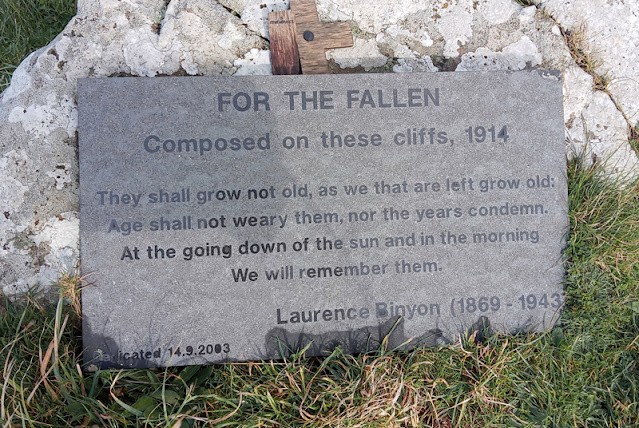 FOR THE FALLEN
Composed on these cliffs, 1914
They shall grow not old, as we that are left grow old:
Age shall not weary them, nor the years condemn.
At the going down of the sun and in the morning
We will remember them.
Laurence Binyon (1869 - 1943
Dedicated 14.9.2003